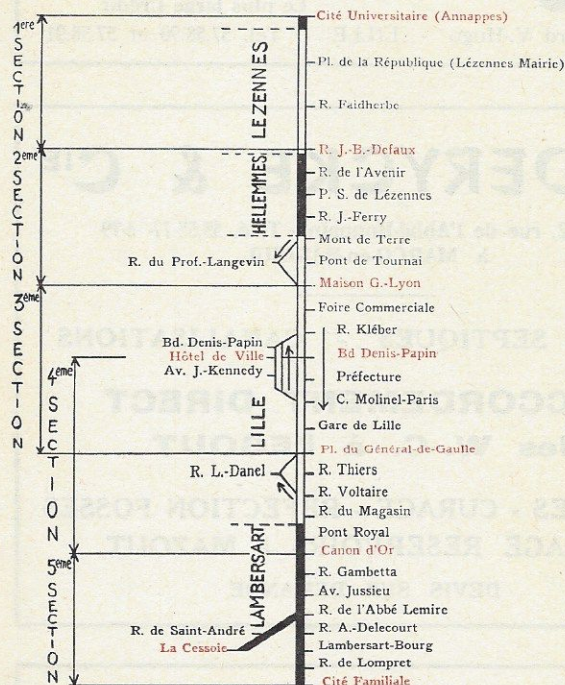 1ère SECTION
2ème SECTION
3ème SECTION
4ème SECTION
5ème SECTION
LEZENNES
HELLEMMES
LILLE
LAMBERSART
Cité Universitaire (Annappes)
Pl. de la République (Lézennes Mairie)
R. Faidherbe
R. J.-B.-Defaux
R. de l'Avenir
P. S. de Lézennes
R. J.-Ferry
Mont de Terre
R. du Prof.-Langevin
Pont de Tournai
Maison G.-Lyon
Foire Commerciale
R. Kléber
Bd. Denis-Papin
Hôtel de Ville
Bd Denis-Papin
Av. J.-Kennedy
Préfecture
C. Molinel-Paris
Gare de Lille
Pl. du Général-de-Gaulle
R. L.-Danel
R. Thiers
R. Voltaire
R. du Magasin
Pont Royal
Canon d'Or
R. Gambetta
Av. Jussieu
R. de l'Abbé Lemire
R. de Saint-André
R. A.-Delecourt
La Cessoie
Lambersart-Bourg
R. de Lompret
Cité Familiale